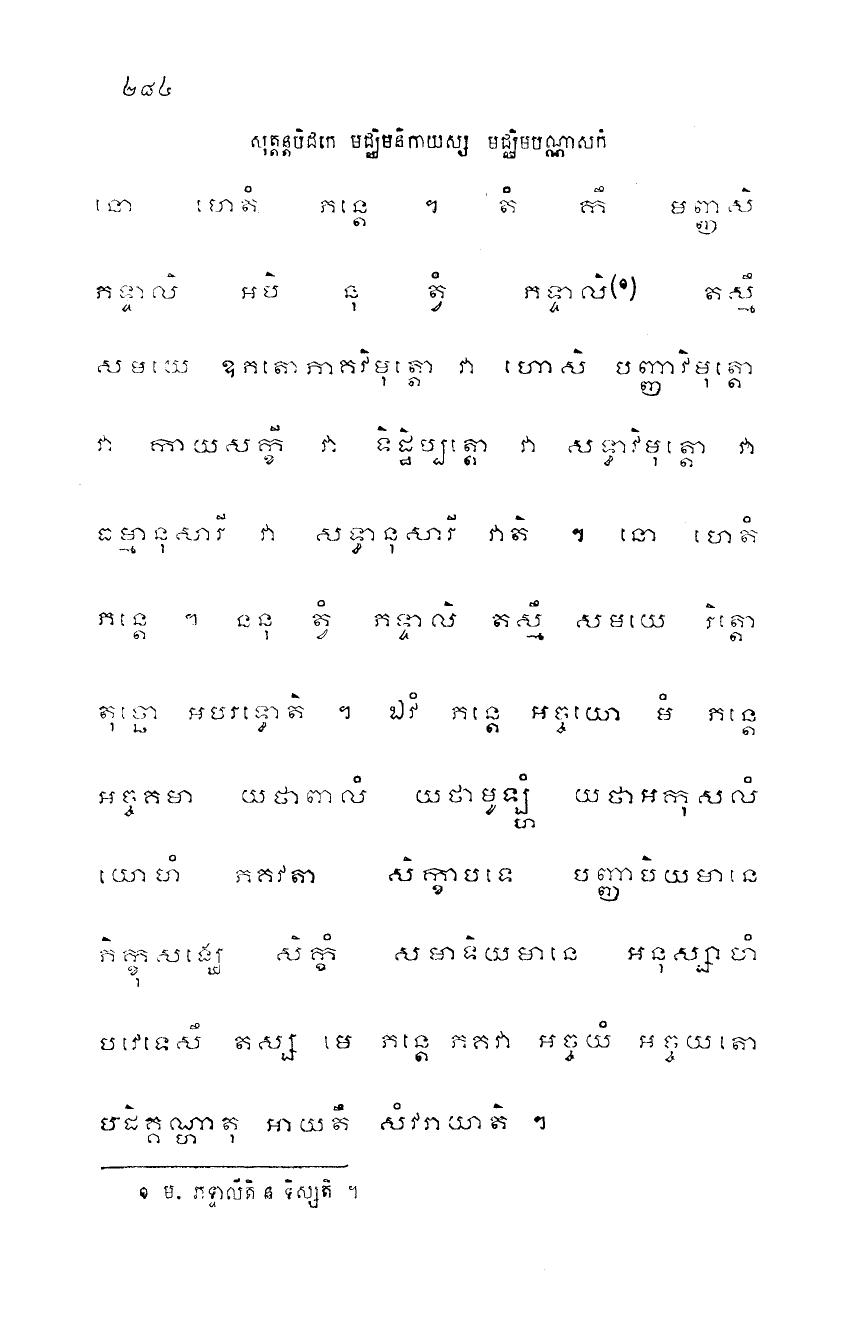 ២៨៤
សុត្តន្តបិដកេ មជ្ឈិមនិកាយស្ស មជ្ឈិមបណ្ណាសកំ
នោ ហេតំ ភន្តេ ។ តំ កឹ មញ្ញសិ
ភទ្ទាលិ អបិ នុ ត្វំ ភទ្ទាលិ(១) តស្មឹ
សមយេ ឧភតោភាគវិមុត្តោ វា ហោសិ បញ្ញាវិមុត្តោ
វា កាយសក្ខី វា ទិដ្ឋិប្បត្តោ វា សទ្ធាវិមុត្តោ វា
ធម្មានុសារី វា សទ្ធានុសារី វាតិ ។ នោ ហេតំ
ភន្តេ ។ ននុ ត្វំ ភទ្ទាលិ តស្មឹ សមយេ រិត្តោ
តុច្ឆោ អបរទ្ធោតិ ។ ឯវំ ភន្តេ អច្ចយោ មំ ភន្តេ
អច្ចគមា យថាពាលំ យថាមូឡ្ហំ យថាអកុសលំ
យោហំ ភគវតា សិក្ខាបទេ បញ្ញាបិយមានេ
ភិក្ខុសង្ឃេ សិក្ខំ សមាទិយមានេ អនុស្សាហំ
បវេទេសឹ តស្ស មេ ភន្តេ ភគវា អច្ចយំ អច្ចយតោ
បដិគ្គណ្ហាតុ អាយតឹ សំវរាយាតិ ។
១ ម. ភទ្ទាលីតិ ន ទិស្សតិ ។